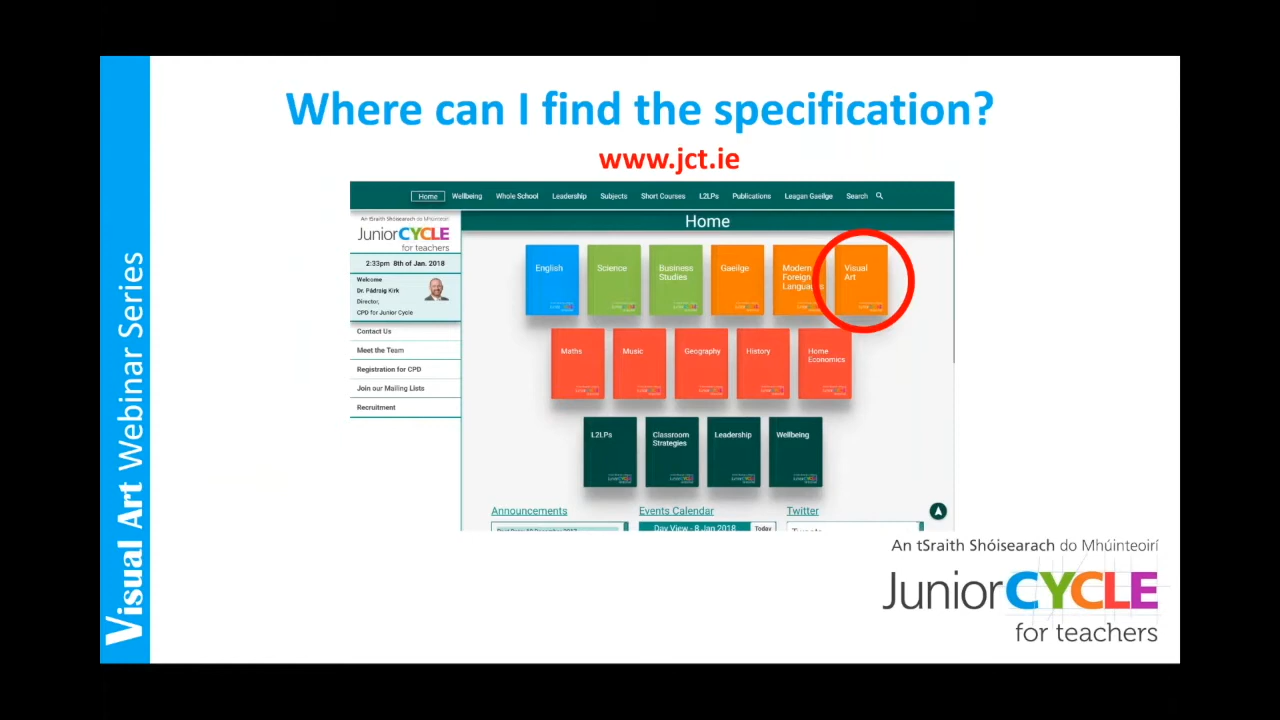 Visual Art Webinar Series
Where can I find the specification?
www.jct.ie
Home Wellbeing Whole School Leadership Subjects Short Courses L2LPs Publications Leagan Gaeilge Search
Home
An tSraith Shóisearach do Mhúinteoirí
JuniorCYCLE
for teachers
2:33pm 8th of Jan. 2018
Welcome
Dr. Pádraig Kirk
Director,
CPD for Junior Cycle
Contact Us
Meet the Team
Registration for CPD
Join our Mailing Lists
Recruitment
English
Science
Business
Studies
Gaeilge
Modern
Foreign
Languages
Visual
Art
Maths
Music
Geography
History
Home
Economics
L2LPs
Classroom
Strategies
Leadership
Wellbeing
Announcements
Events Calendar
Day View - 8 Jan 2018 Today
Twitter
An tSraith Shóisearach do Mhúinteoirí
JuniorCYCLE
for teachers